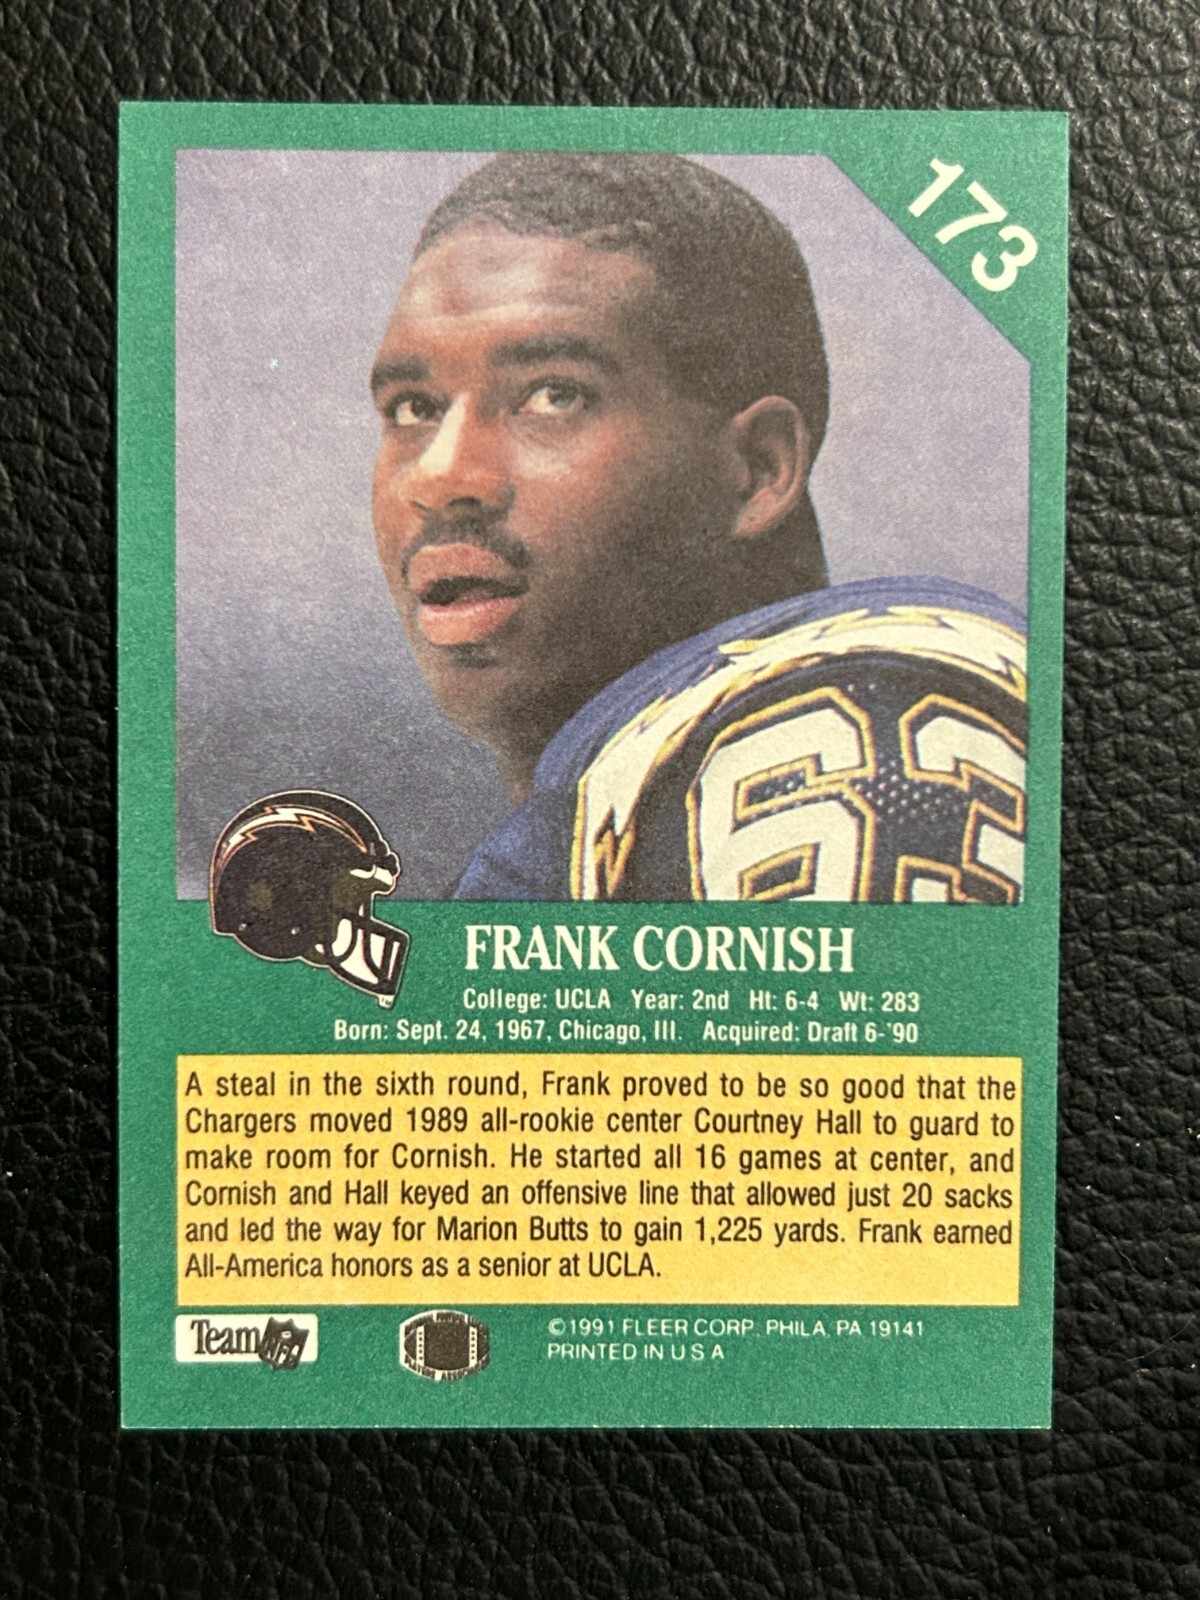 173
63
FRANK CORNISH
College: UCLA Year: 2nd Ht: 6-4 Wt: 283
Born: Sept. 24, 1967, Chicago, Ill. Acquired: Draft 6-'90
A steal in the sixth round, Frank proved to be so good that the
Chargers moved 1989 all-rookie center Courtney Hall to guard to
make room for Cornish. He started all 16 games at center, and
Cornish and Hall keyed an offensive line that allowed just 20 sacks
and led the way for Marion Butts to gain 1,225 yards. Frank earned
All-America honors as a senior at UCLA.
Team NFL
©1991 FLEER CORP. PHILA, PA 19141
PRINTED IN U S A